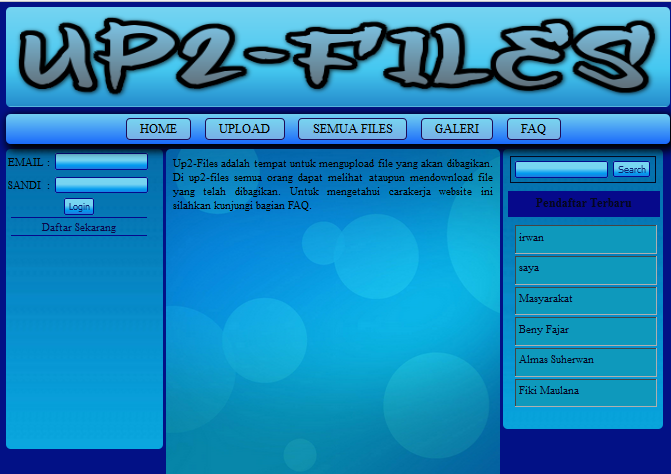 UP2-FILES
HOME UPLOAD SEMUA FILES GALERI FAQ
EMAIL :
SANDI :
Login
Daftar Sekarang
Up2-Files adalah tempat untuk mengupload file yang akan dibagikan.
Di up2-files semua orang dapat melihat ataupun mendownload file
yang telah dibagikan. Untuk mengetahui carakerja website ini
silahkan kunjungi bagian FAQ.
Search
Pendaftar Terbaru
irwan
saya
Masyarakat
Beny Fajar
Almas Suherwan
Fiki Maulana